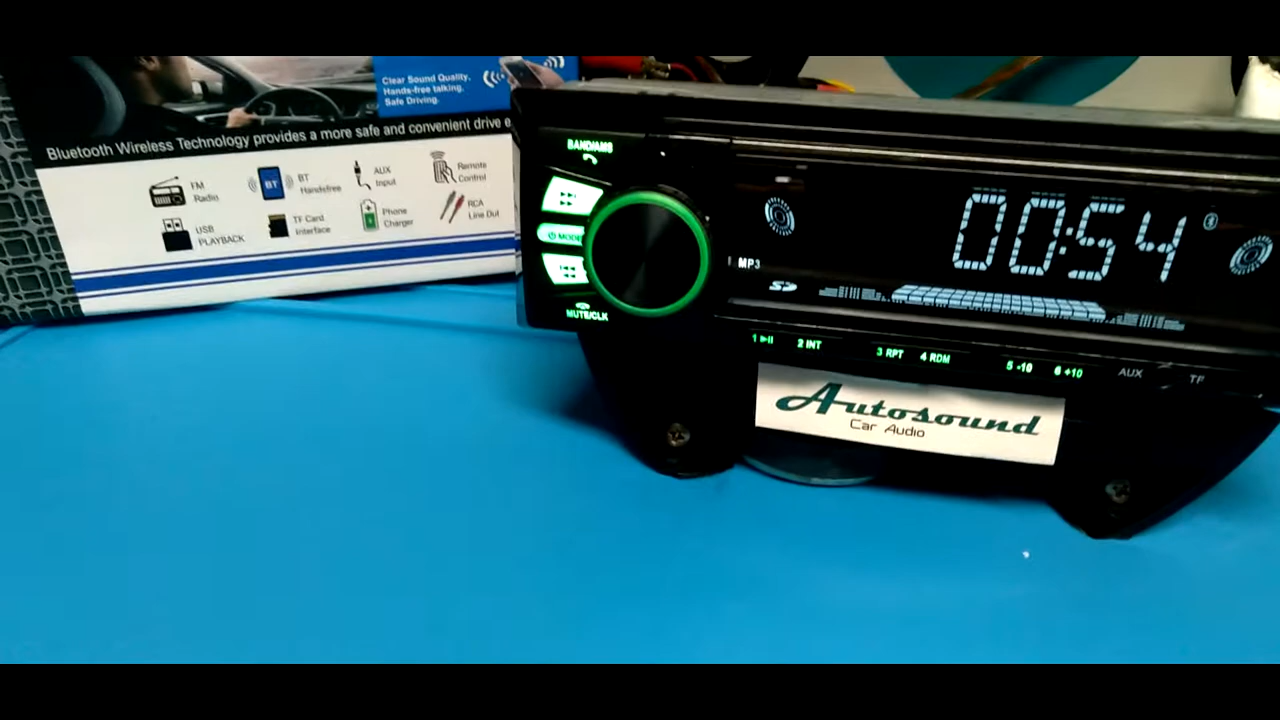 Clear Sound Quality,
Hands-free talking,
Safe Driving.
Bluetooth Wireless Technology provides a more safe and convenient drive e
FM
Radio
BT
BT
Handsfree
AUX
Input
Remote
Control
USB
PLAYBACK
TF Card
Interface
Phone
Charger
RCA
Line Out
BAND/AMS
MODE
MUTE/CLK
00:54
MP3
SD
1
2 INT
3 RPT
4 RDM
5 -10
6 +10
AUX
TF
Autosound
Car Audio